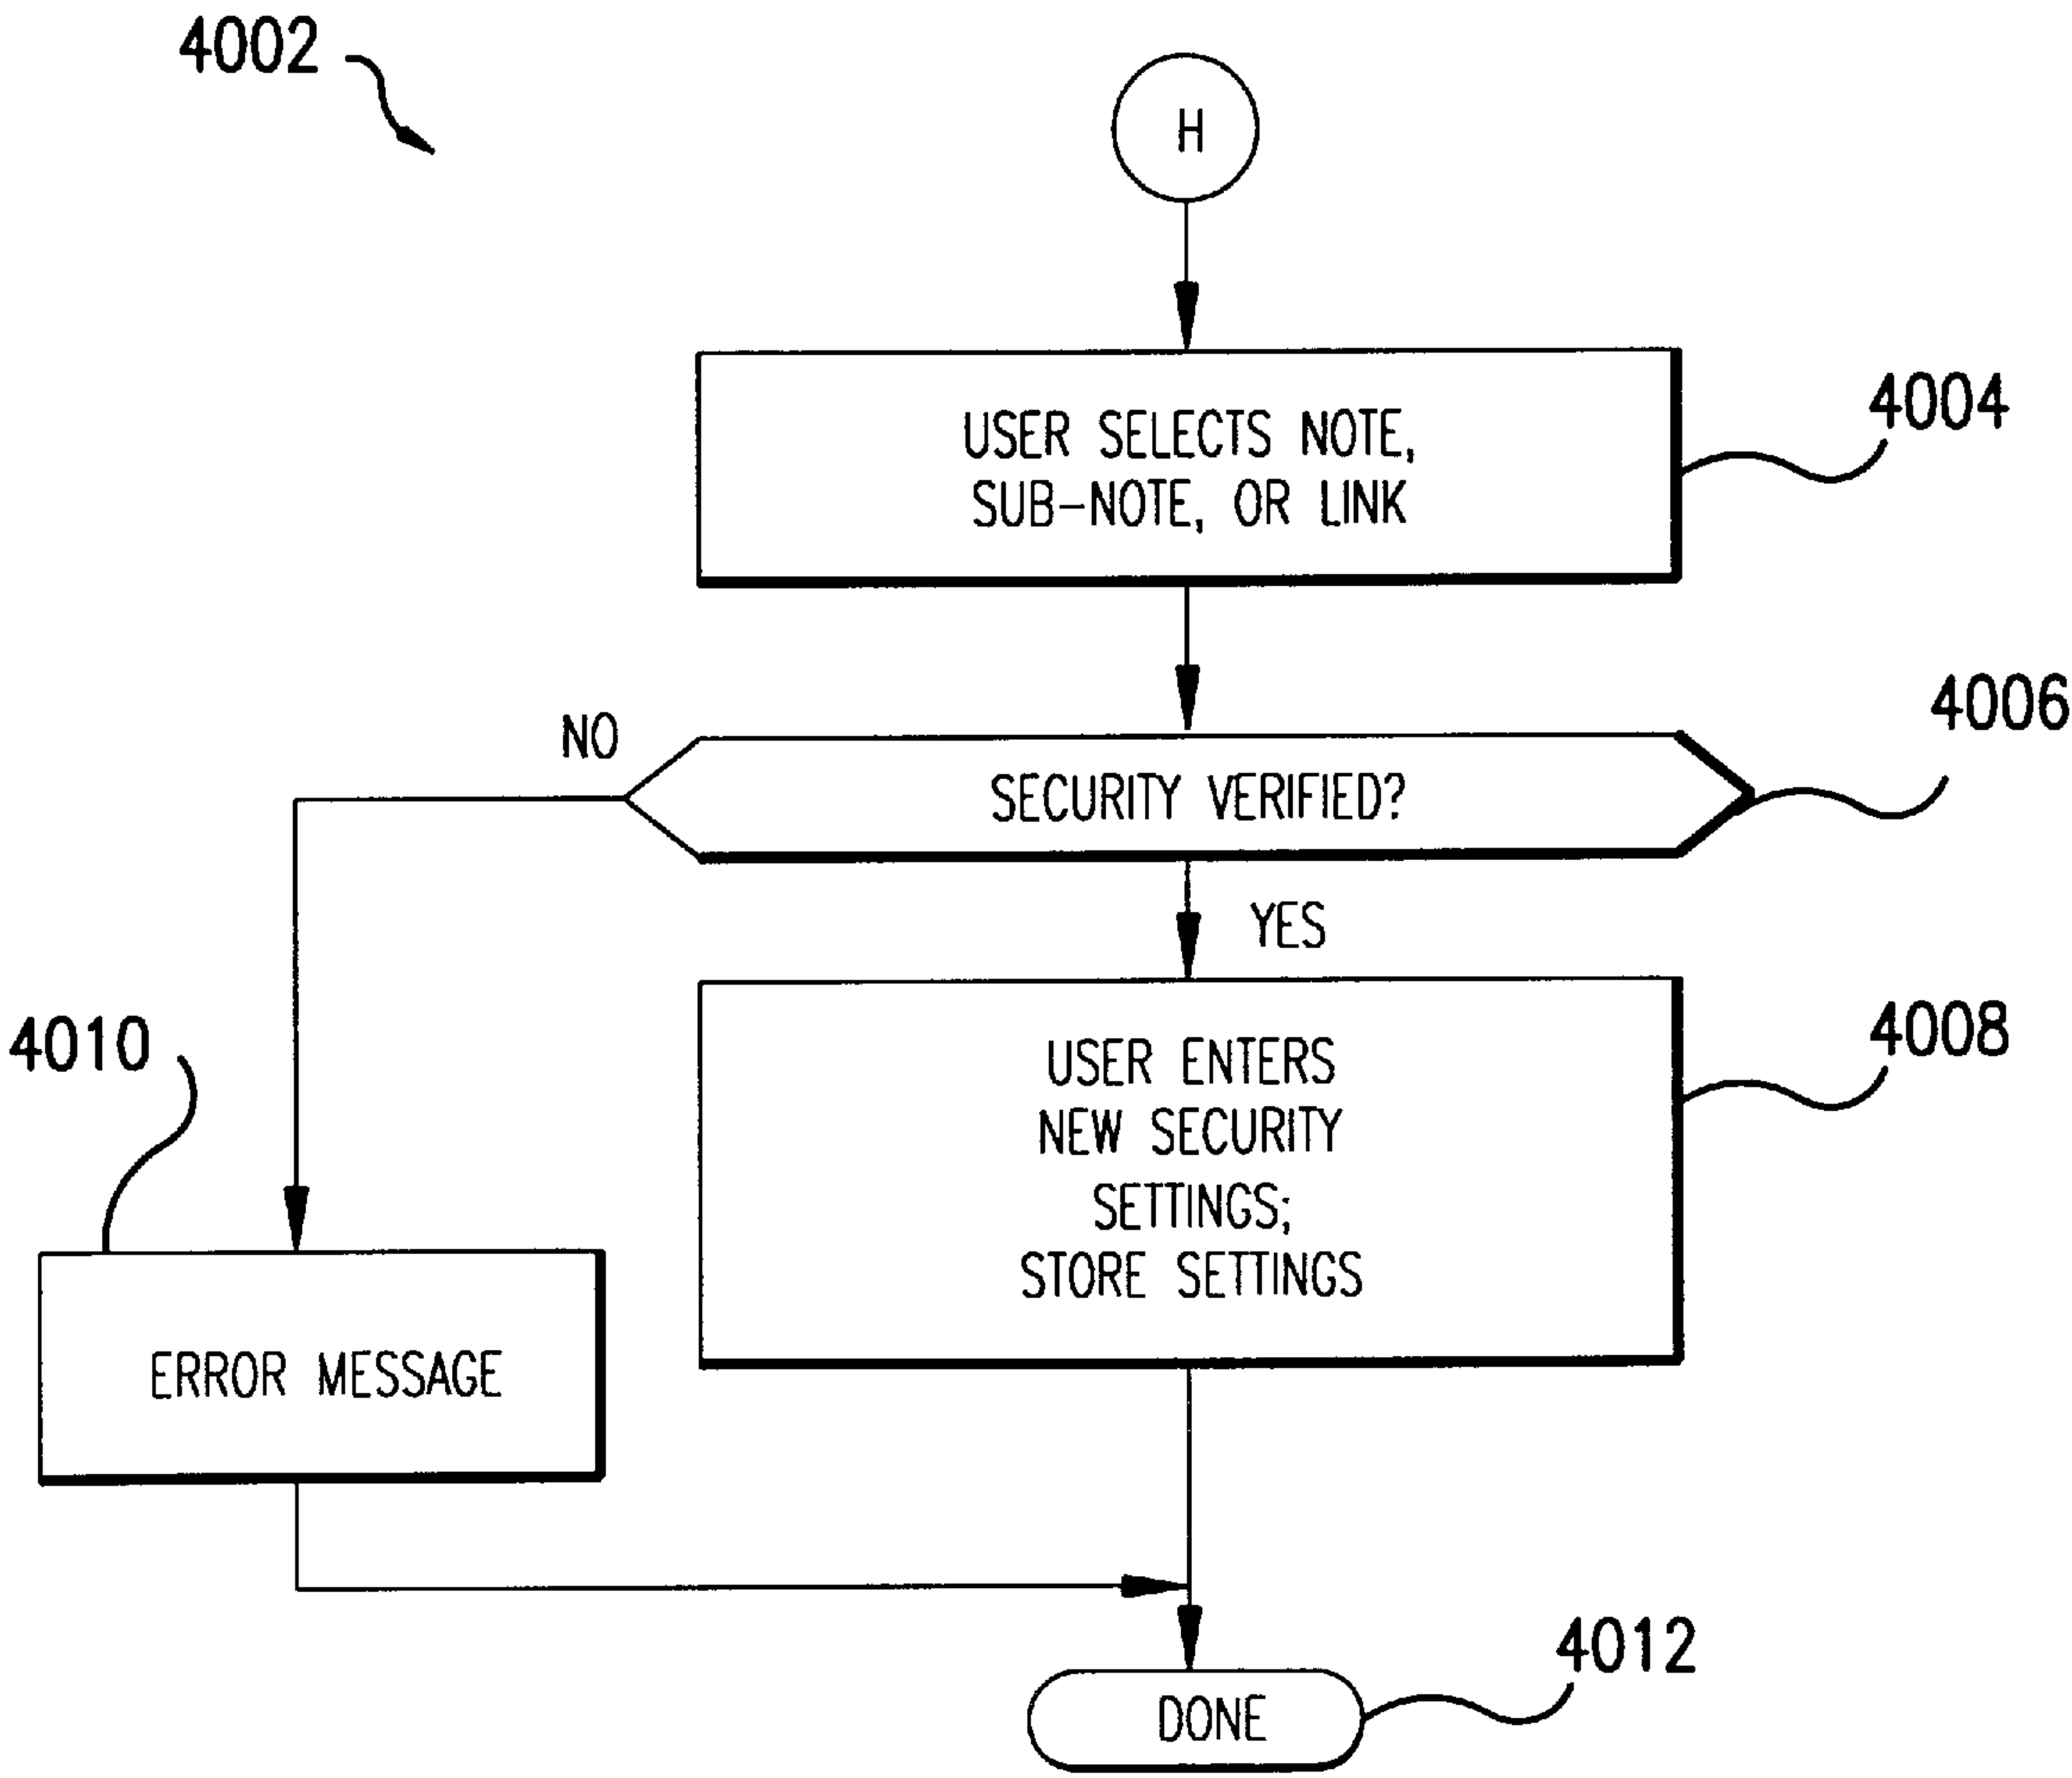 4002
H
USER SELECTS NOTE,
SUB-NOTE, OR LINK
4004
4006
NO
SECURITY VERIFIED?
YES
4008
4010
USER ENTERS
NEW SECURITY
SETTINGS;
STORE SETTINGS
ERROR MESSAGE
4012
DONE